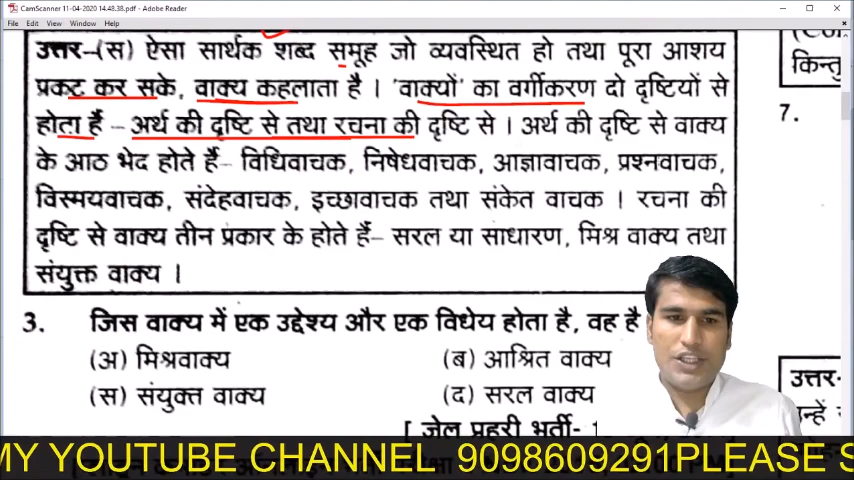 CamScanner 11-04-2020 14.48.38.pdf - Adobe Reader
File Edit View Window Help
उत्तर–(स) ऐसा सार्थक शब्द समूह जो व्यवस्थित हो तथा पूरा आशय
प्रकट कर सके, वाक्य कहलाता है । 'वाक्यों' का वर्गीकरण दो दृष्टियों से
होता है – अर्थ की दृष्टि से तथा रचना की दृष्टि से । अर्थ की दृष्टि से वाक्य
के आठ भेद होते हैं– विधिवाचक, निषेधवाचक, आज्ञावाचक, प्रश्नवाचक,
विस्मयवाचक, संदेहवाचक, इच्छावाचक तथा संकेत वाचक । रचना की
दृष्टि से वाक्य तीन प्रकार के होते हैं– सरल या साधारण, मिश्र वाक्य तथा
संयुक्त वाक्य ।
3. जिस वाक्य में एक उद्देश्य और एक विधेय होता है, वह है
(अ) मिश्रवाक्य (ब) आश्रित वाक्य
(स) संयुक्त वाक्य (द) सरल वाक्य
[ जेल प्रहरी भर्ती-
किन्तु
7.
उत्तर-
उन्हें
MY YOUTUBE CHANNEL 9098609291PLEASE S